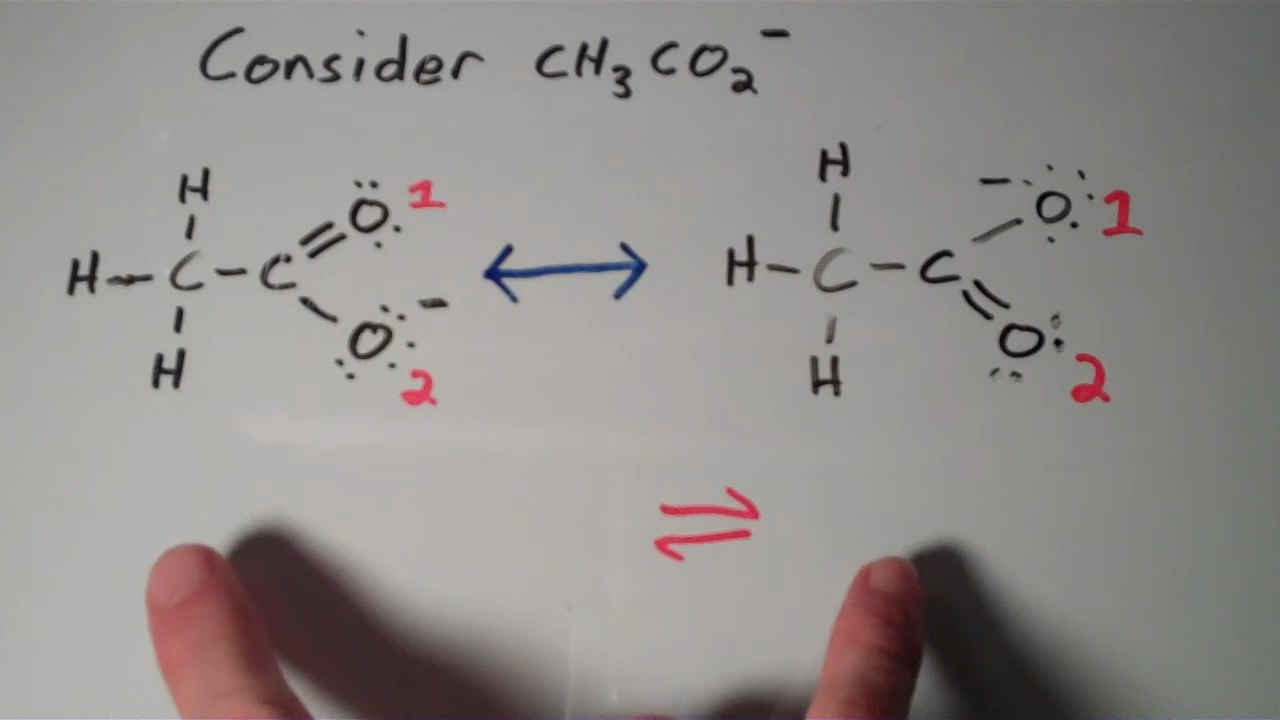 Consider CH₃CO₂⁻
H H
O 1 − O 1
H-C-C ↔ H-C-C
O − O
H 2 H 2
⇌